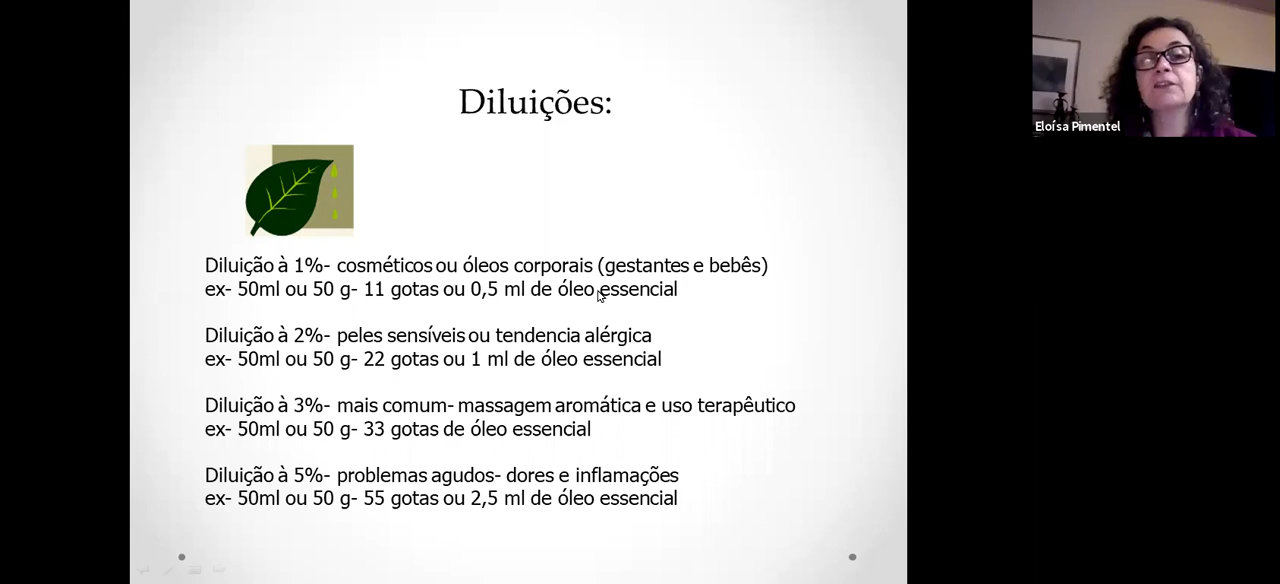 Diluições:
Diluição à 1%- cosméticos ou óleos corporais (gestantes e bebês)
ex- 50ml ou 50 g- 11 gotas ou 0,5 ml de óleo essencial
Diluição à 2%- peles sensíveis ou tendencia alérgica
ex- 50ml ou 50 g- 22 gotas ou 1 ml de óleo essencial
Diluição à 3%- mais comum- massagem aromática e uso terapêutico
ex- 50ml ou 50 g- 33 gotas de óleo essencial
Diluição à 5%- problemas agudos- dores e inflamações
ex- 50ml ou 50 g- 55 gotas ou 2,5 ml de óleo essencial
Eloísa Pimentel